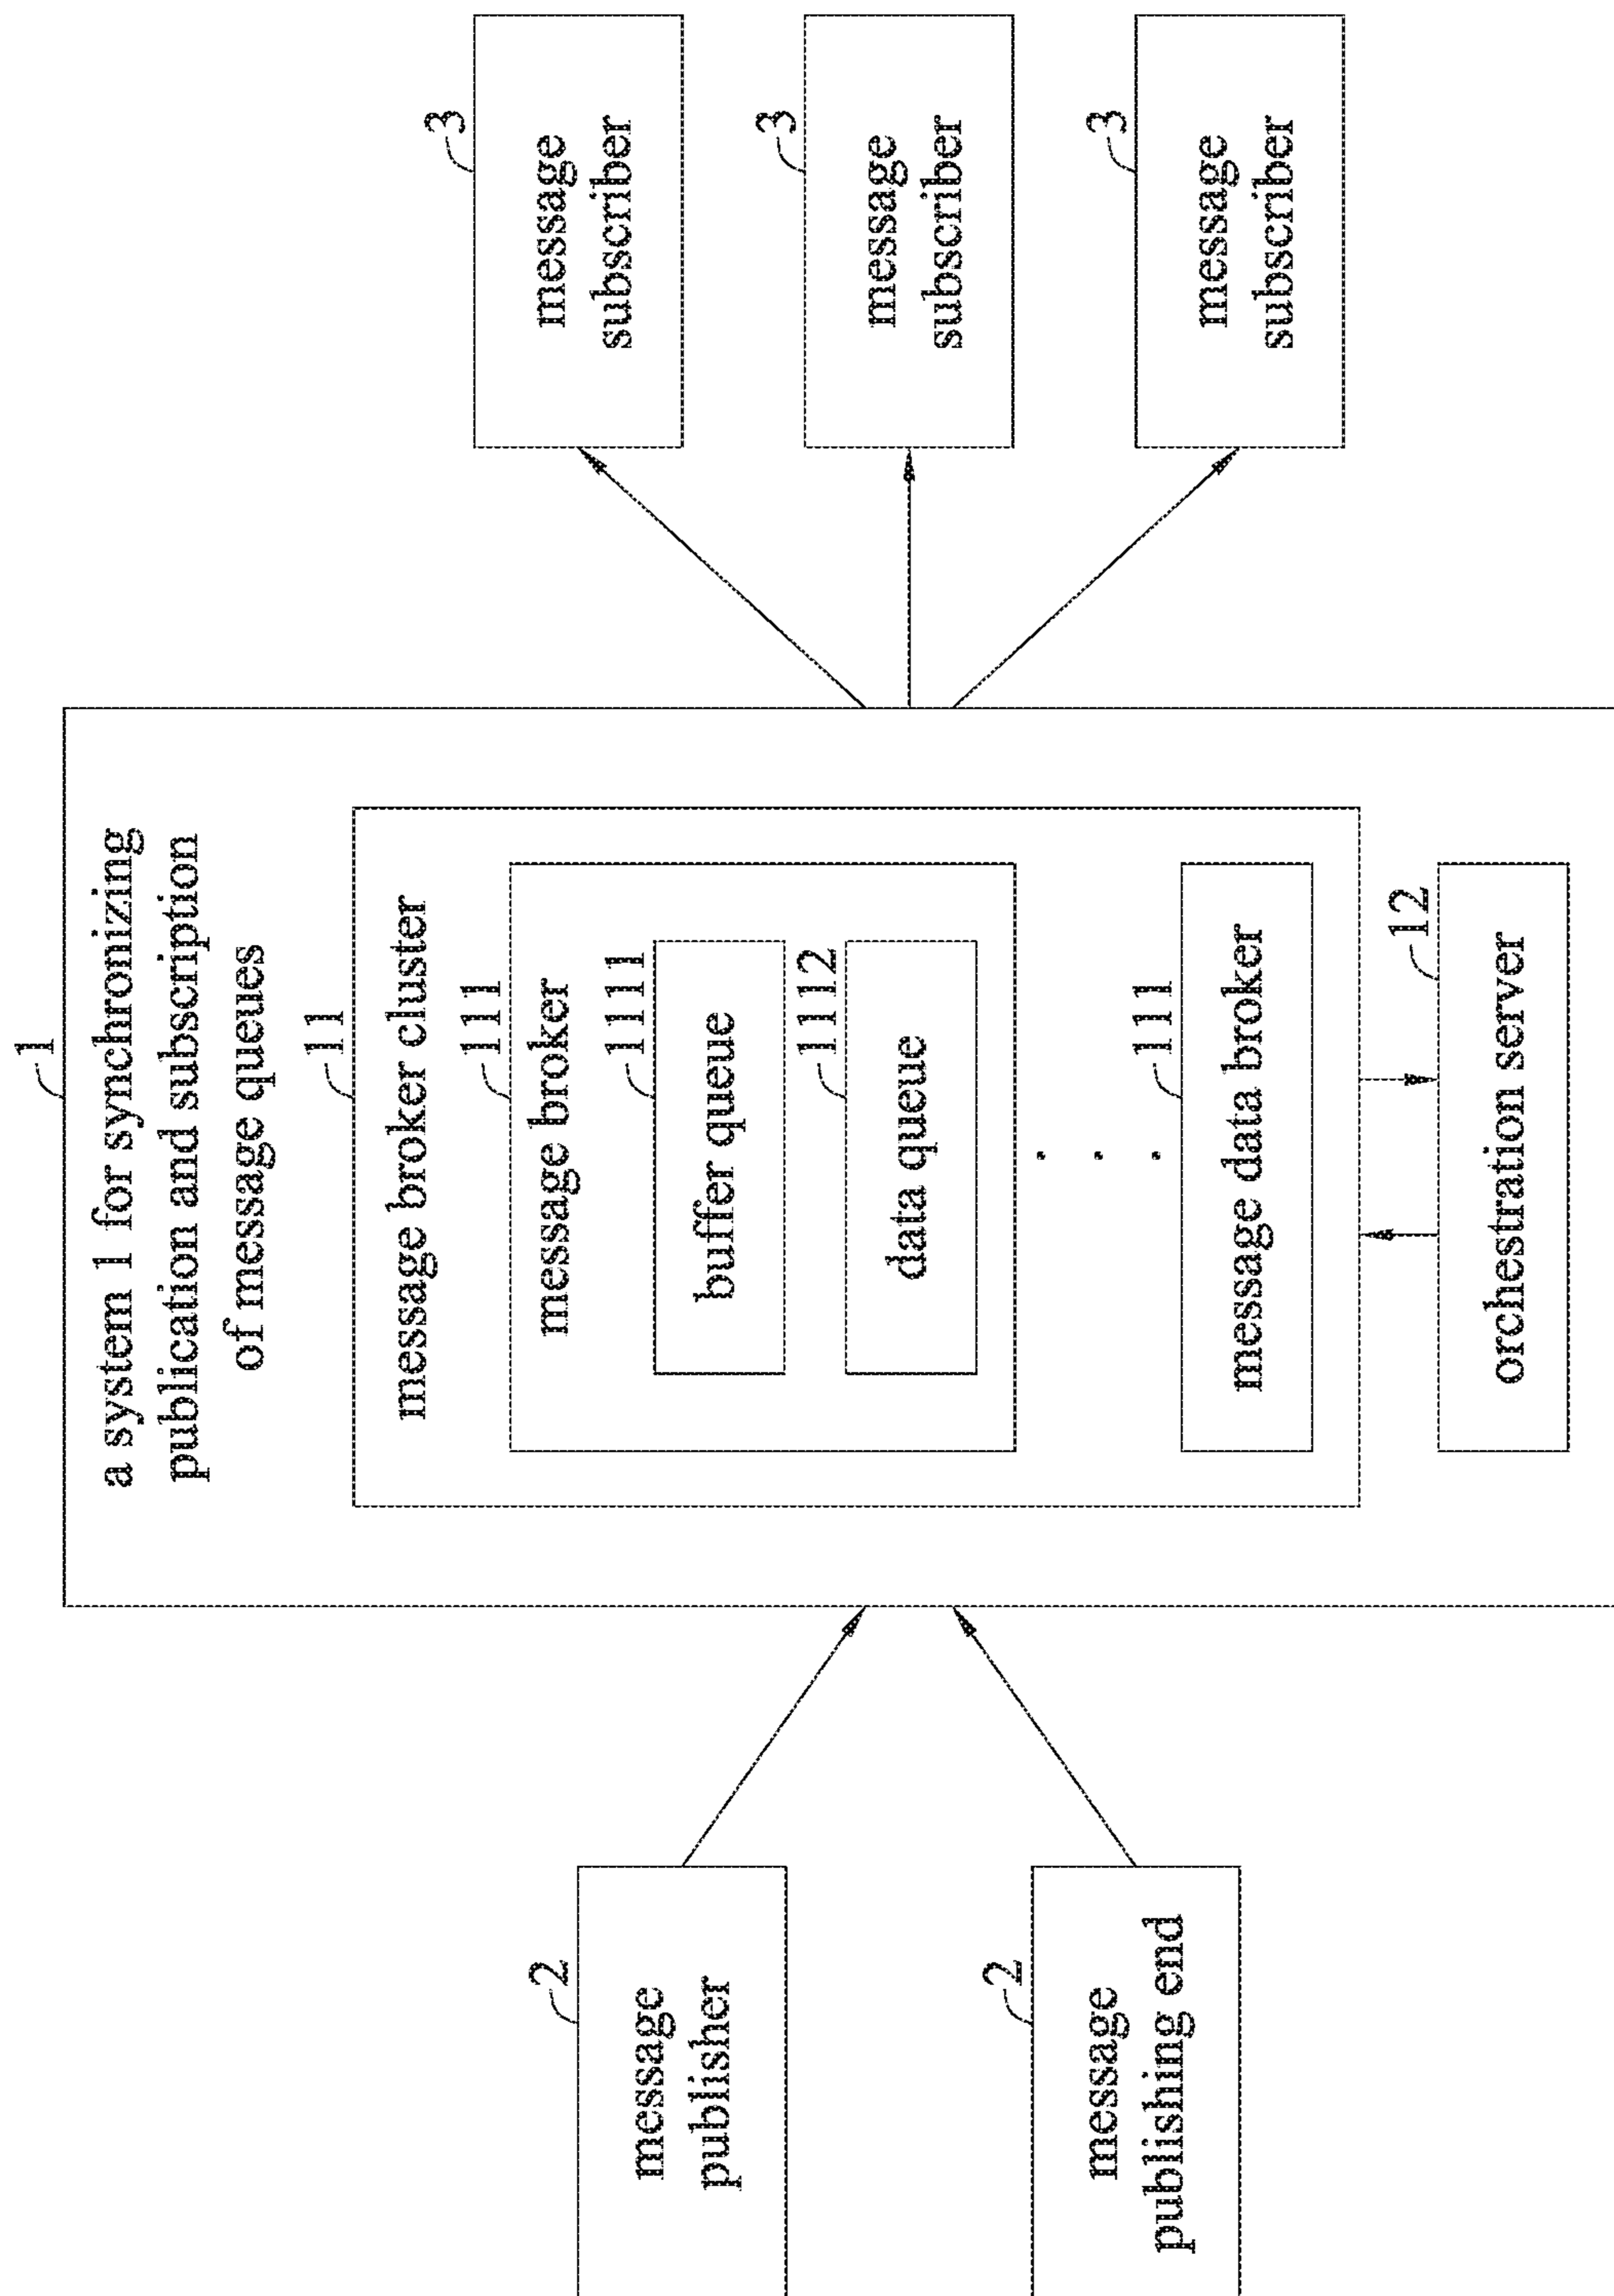 2
message
publisher
2
message
publishing end
1
a system 1 for synchronizing
publication and subscription
of message queues
11
message broker cluster
111
message broker
1111
buffer queue
1112
data queue
. . .
111
message data broker
12
orchestration server
3
message
subscriber
3
message
subscriber
3
message
subscriber